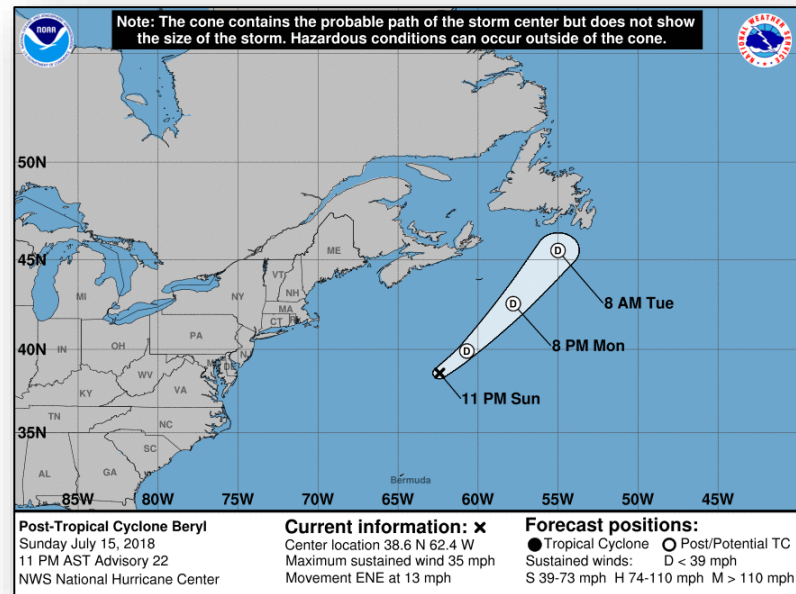 Note: The cone contains the probable path of the storm center but does not show
the size of the storm. Hazardous conditions can occur outside of the cone.
NOAA
NATIONAL WEATHER SERVICE
50N
45N
40N
35N
ME
VT
NH
MA
CT
NY
MI
PA
NJ
OH
IN
WV
DE
KY
VA
TN
NC
SC
AL
GA
Bermuda
D
8 AM Tue
D
8 PM Mon
D
11 PM Sun
85W 80W 75W 70W 65W 60W 55W 50W 45W
Post-Tropical Cyclone Beryl
Sunday July 15, 2018
11 PM AST Advisory 22
NWS National Hurricane Center
Current information: ×
Center location 38.6 N 62.4 W
Maximum sustained wind 35 mph
Movement ENE at 13 mph
Forecast positions:
Tropical Cyclone Post/Potential TC
Sustained winds: D < 39 mph
S 39-73 mph H 74-110 mph M > 110 mph